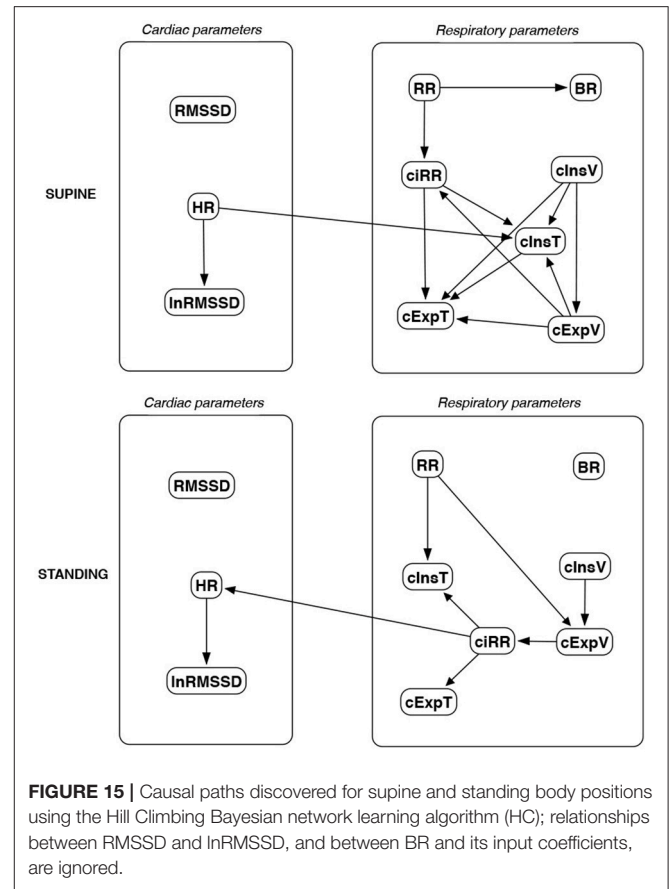 Cardiac parameters
Respiratory parameters
RR
BR
RMSSD
SUPINE
ciRR
cInsV
HR
cInsT
lnRMSSD
cExpT
cExpV
Cardiac parameters
Respiratory parameters
RR
BR
RMSSD
STANDING
cInsT
cInsV
HR
ciRR
cExpV
lnRMSSD
cExpT
FIGURE 15 | Causal paths discovered for supine and standing body positions
using the Hill Climbing Bayesian network learning algorithm (HC); relationships
between RMSSD and lnRMSSD, and between BR and its input coefficients,
are ignored.